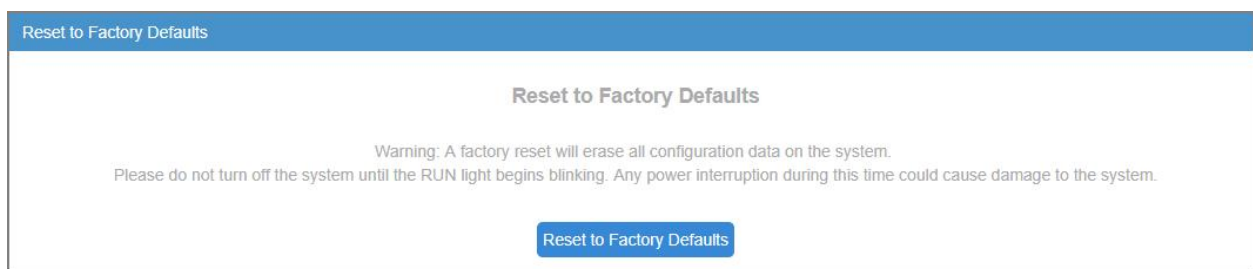 Reset to Factory Defaults
Reset to Factory Defaults
Warning: A factory reset will erase all configuration data on the system.
Please do not turn off the system until the RUN light begins blinking. Any power interruption during this time could cause damage to the system.
Reset to Factory Defaults